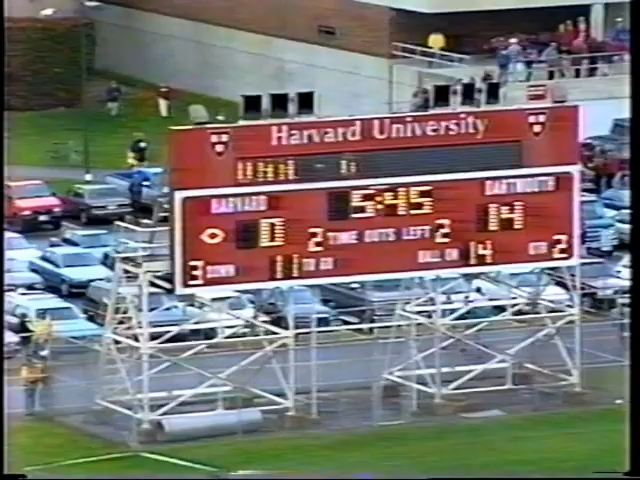 Harvard University
HARVARD 5:45 DARTMOUTH
0 14
2 TIME OUTS LEFT 2
3 DOWN 11 TO GO BALL ON 14 QTR 2